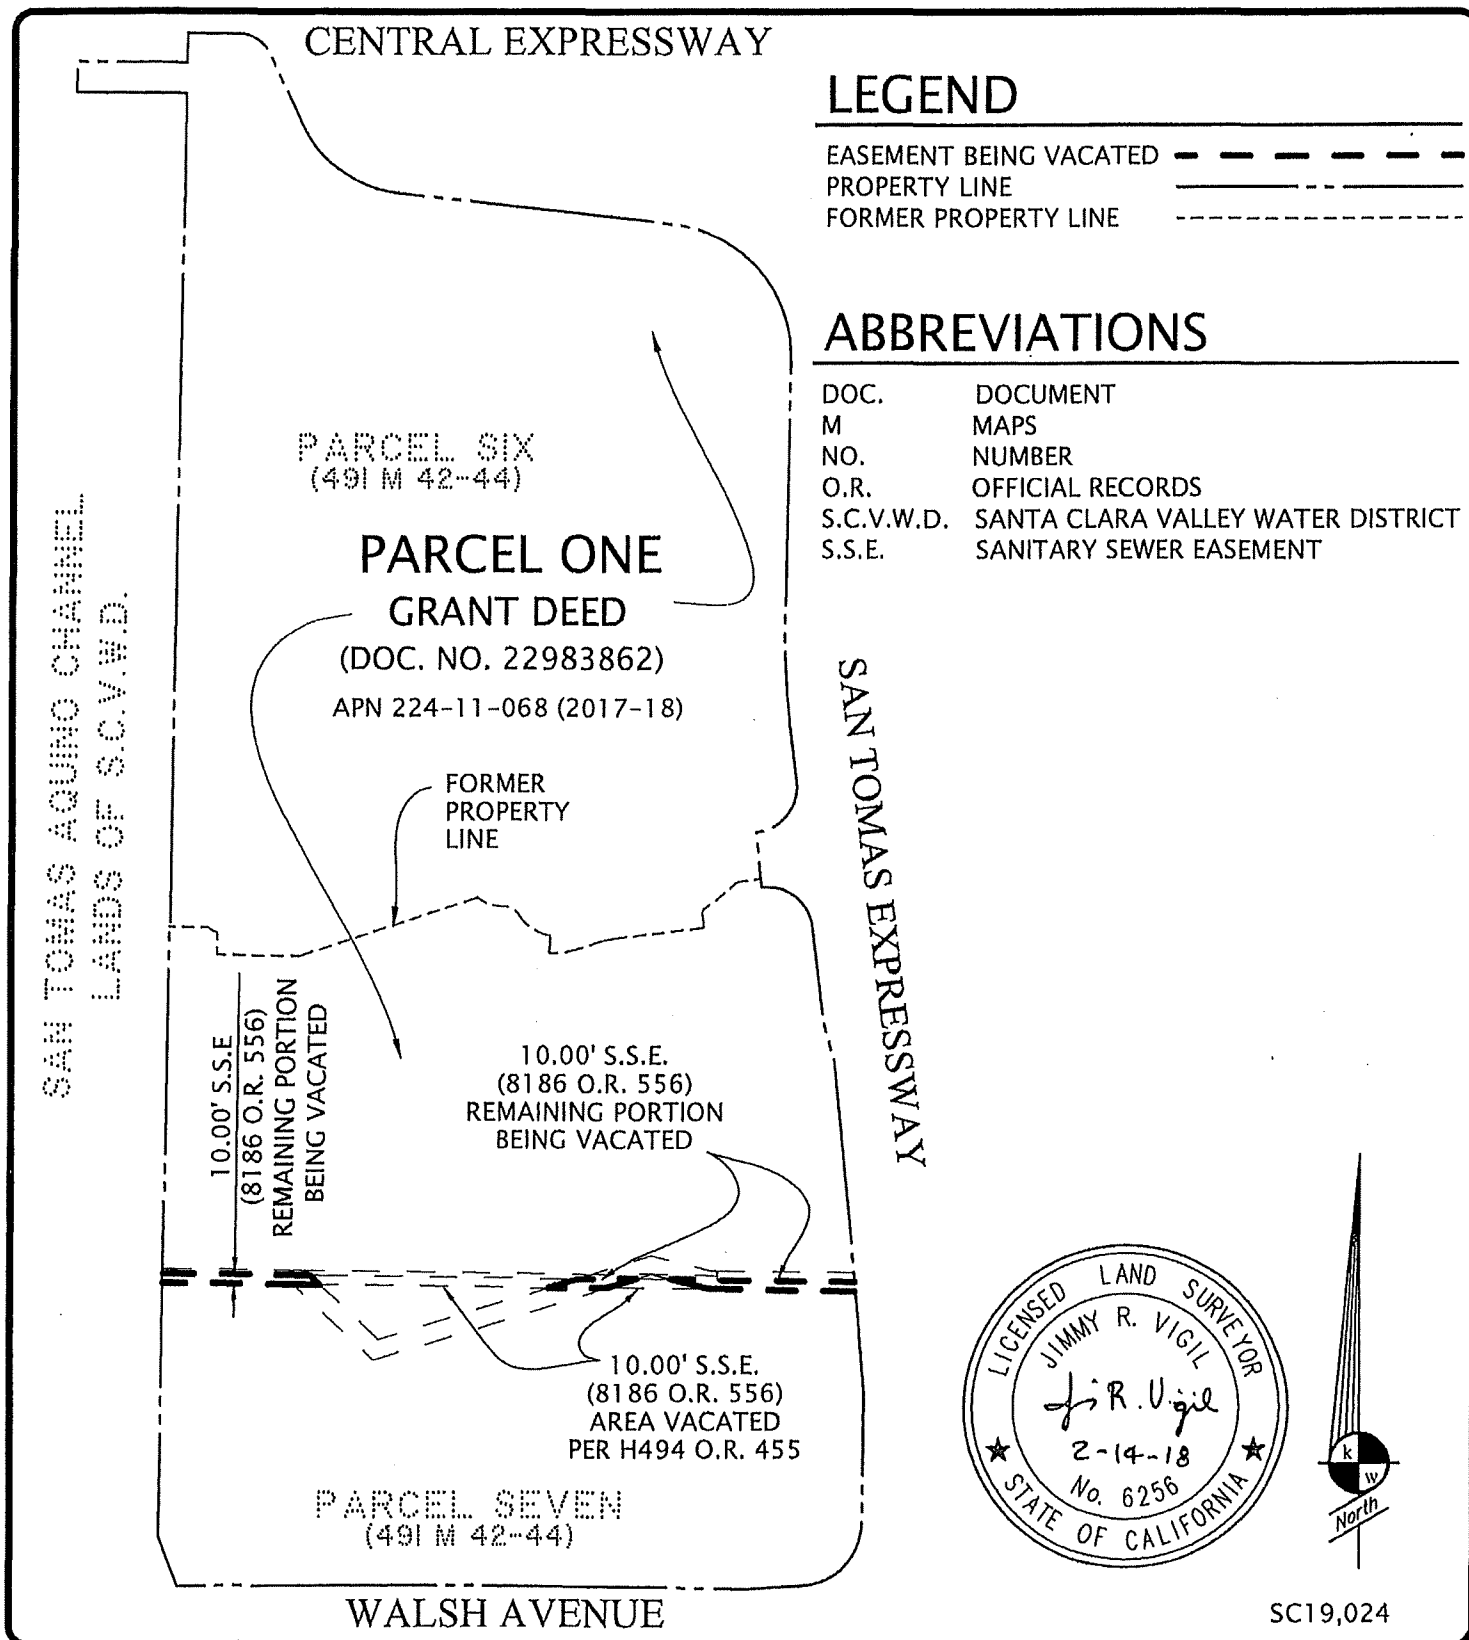 CENTRAL EXPRESSWAY
LEGEND
EASEMENT BEING VACATED
PROPERTY LINE
FORMER PROPERTY LINE
ABBREVIATIONS
DOC. DOCUMENT
M MAPS
NO. NUMBER
O.R. OFFICIAL RECORDS
S.C.V.W.D. SANTA CLARA VALLEY WATER DISTRICT
S.S.E. SANITARY SEWER EASEMENT
PARCEL SIX
(491 M 42-44)
PARCEL ONE
GRANT DEED
(DOC. NO. 22983862)
APN 224-11-068 (2017-18)
SAN TOMAS AQUINO CHANNEL
LANDS OF S.C.V.W.D.
FORMER
PROPERTY
LINE
SAN TOMAS EXPRESSWAY
10.00' S.S.E
(8186 O.R. 556)
REMAINING PORTION
BEING VACATED
10.00' S.S.E.
(8186 O.R. 556)
REMAINING PORTION
BEING VACATED
10.00' S.S.E.
(8186 O.R. 556)
AREA VACATED
PER H494 O.R. 455
PARCEL SEVEN
(491 M 42-44)
WALSH AVENUE
LICENSED LAND SURVEYOR
JIMMY R. VIGIL
Ji R. Vigil
2-14-18
No. 6256
STATE OF CALIFORNIA
k
w
North
SC19,024